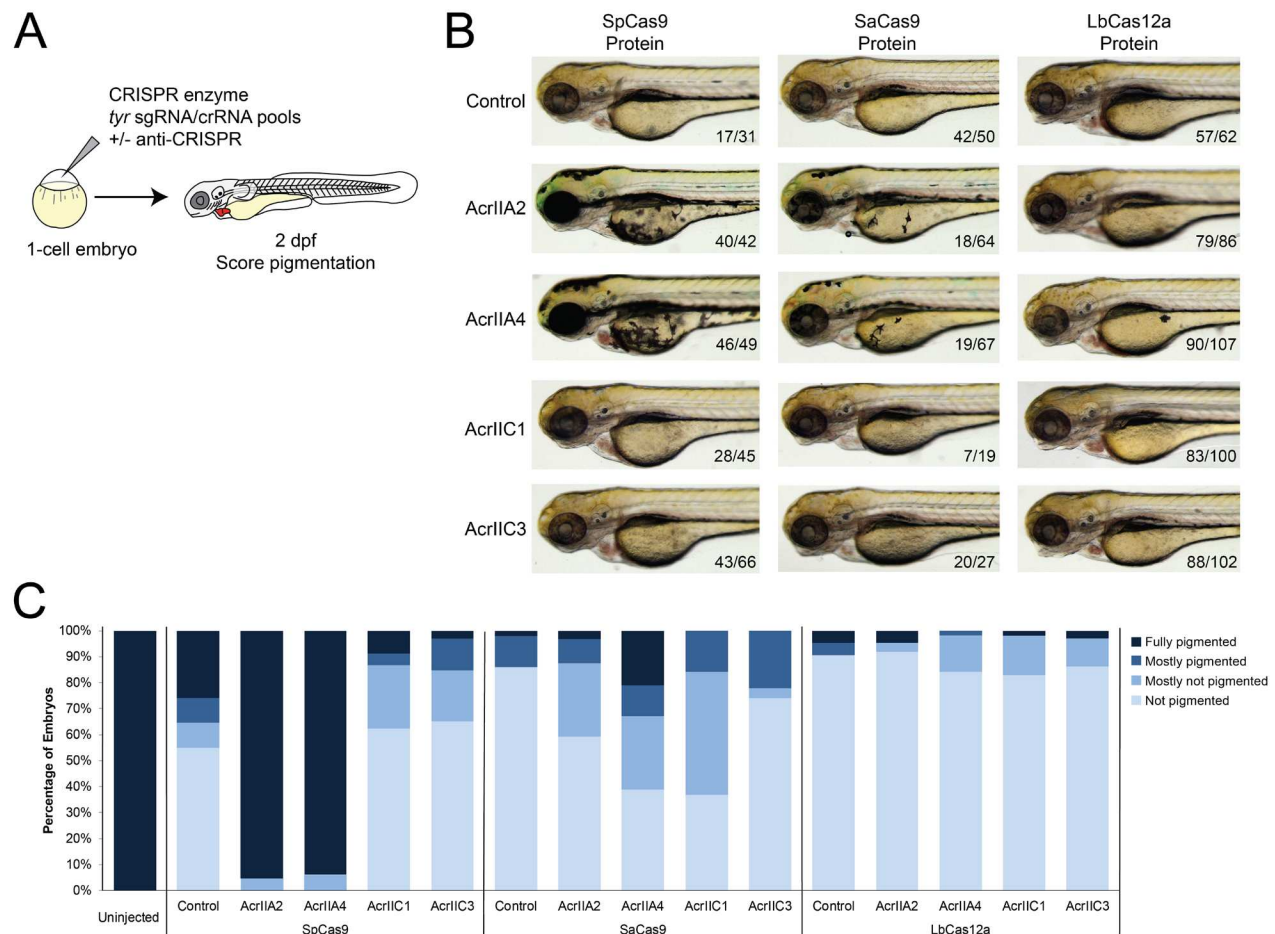 A
CRISPR enzyme
tyr sgRNA/crRNA pools
+/- anti-CRISPR
1-cell embryo
2 dpf
Score pigmentation
B
SpCas9
Protein
SaCas9
Protein
LbCas12a
Protein
Control
17/31
42/50
57/62
AcrIIA2
40/42
18/64
79/86
AcrIIA4
46/49
19/67
90/107
AcrIIC1
28/45
7/19
83/100
AcrIIC3
43/66
20/27
88/102
C
Percentage of Embryos
100%
90%
80%
70%
60%
50%
40%
30%
20%
10%
0%
Fully pigmented
Mostly pigmented
Mostly not pigmented
Not pigmented
Uninjected
Control AcrIIA2 AcrIIA4 AcrIIC1 AcrIIC3
SpCas9
Control AcrIIA2 AcrIIA4 AcrIIC1 AcrIIC3
SaCas9
Control AcrIIA2 AcrIIA4 AcrIIC1 AcrIIC3
LbCas12a